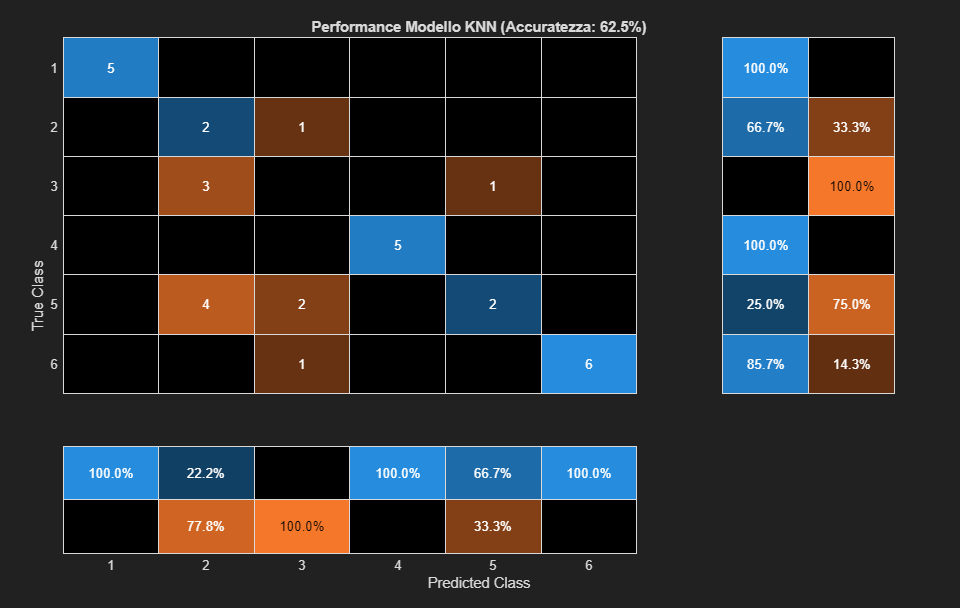 Performance Modello KNN (Accuratezza: 62.5%)
1 5 100.0%
2 2 1 66.7% 33.3%
3 3 1 100.0%
4 5 100.0%
5 4 2 2 25.0% 75.0%
6 1 6 85.7% 14.3%
True Class
100.0% 22.2% 100.0% 66.7% 100.0%
77.8% 100.0% 33.3%
1 2 3 4 5 6
Predicted Class